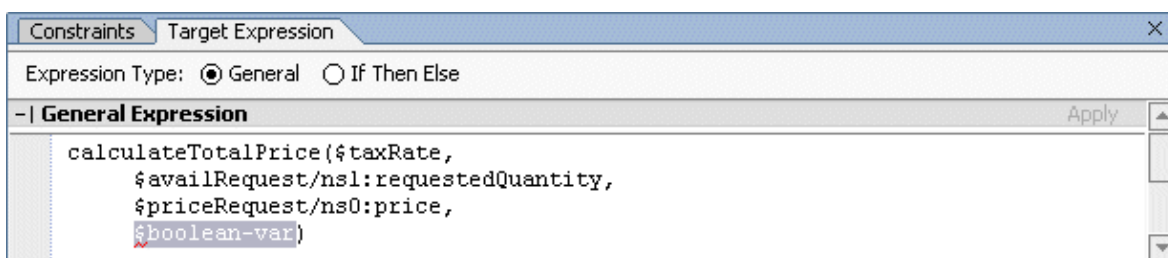 Constraints Target Expression
Expression Type: General If Then Else
General Expression Apply
calculateTotalPrice($taxRate,
$availRequest/ns1:requestedQuantity,
$priceRequest/ns0:price,
$boolean-var)